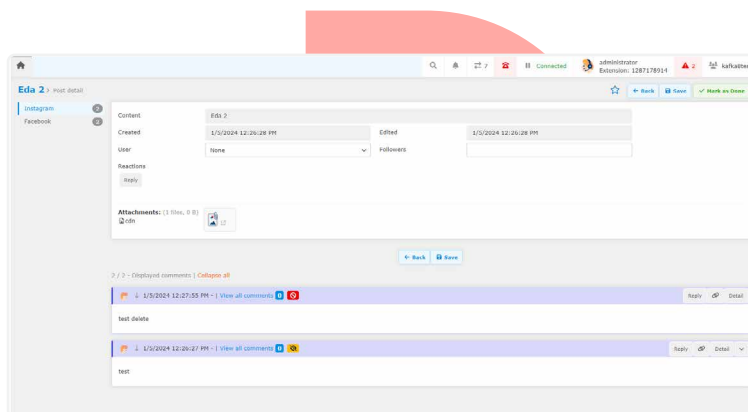 7 Connected administrator Extension: 1287178914 2 kafkaBtec
Eda 2 > Post detail ← Back Save ✓ Mark as Done
Instagram
Facebook
Content Eda 2
Created 1/5/2024 12:26:28 PM Edited 1/5/2024 12:26:28 PM
User None Followers
Reactions
Reply
Attachments: (1 files, 0 B)
cdn
← Back Save
2 / 2 - Displayed comments | Collapse all
↓ 1/5/2024 12:27:55 PM - | View all comments 0 Reply Detail
test delete
↓ 1/5/2024 12:26:27 PM - | View all comments 0 Reply Detail
test